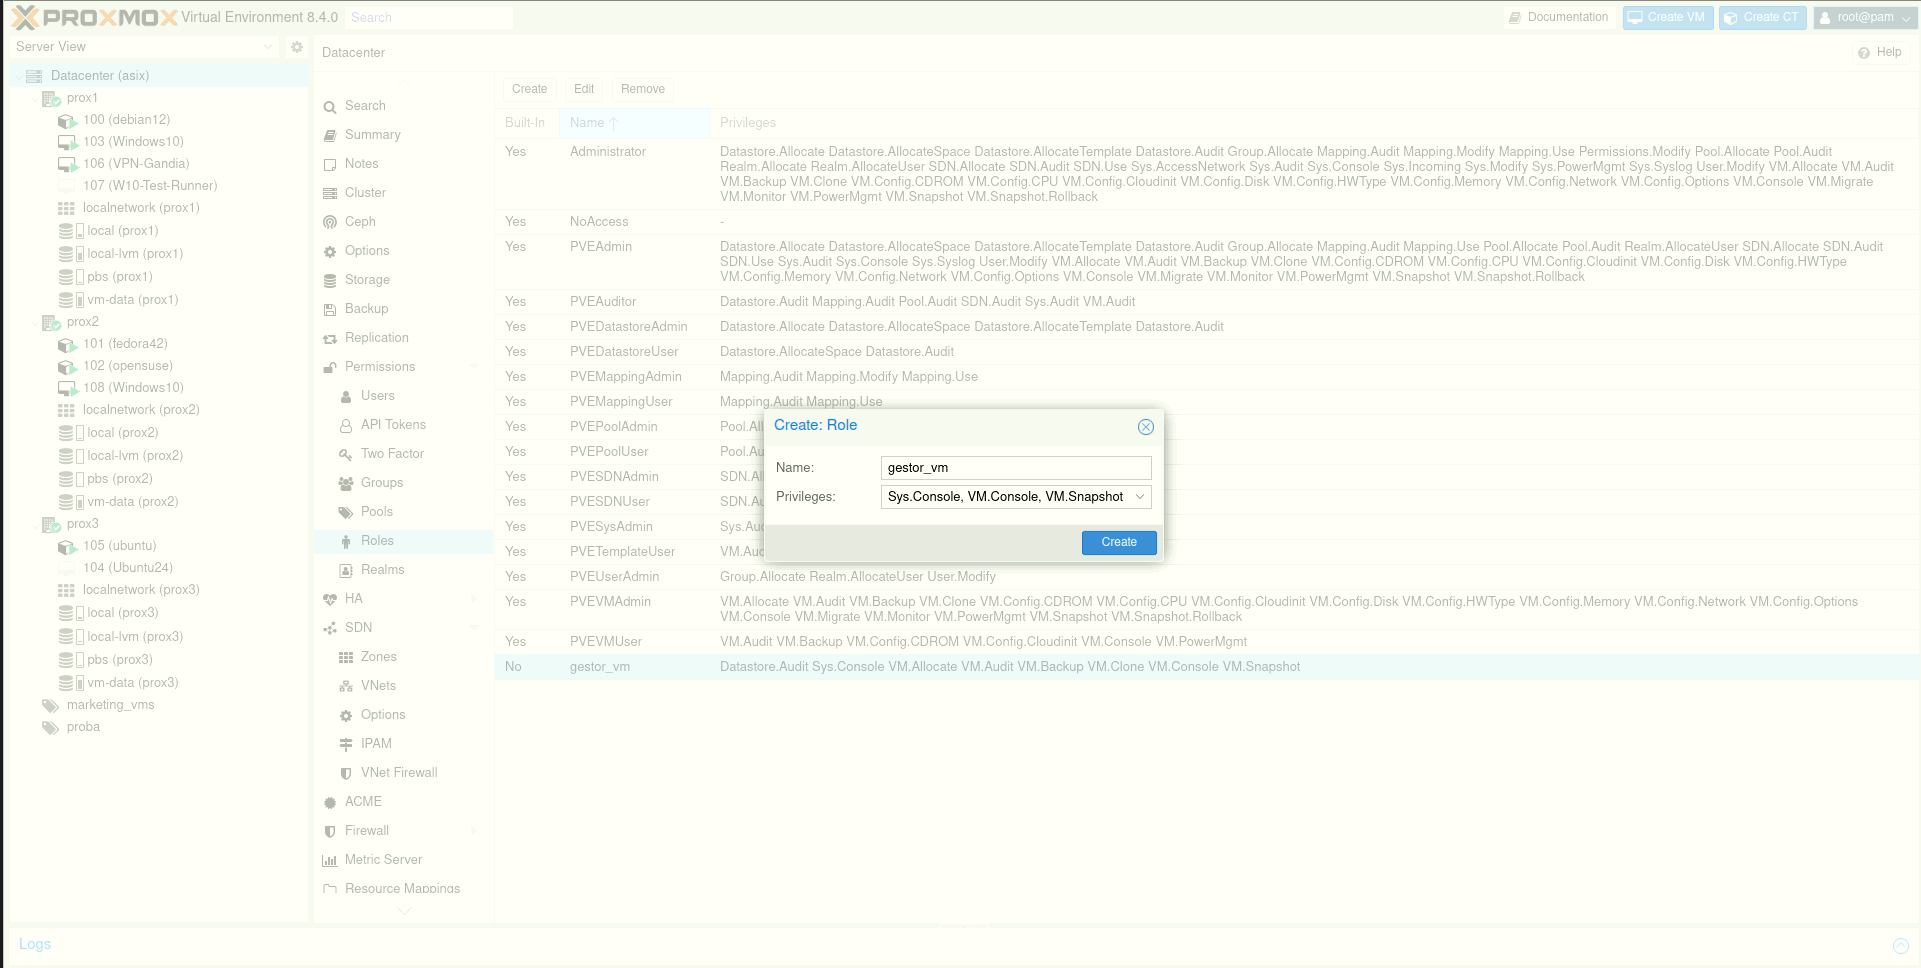 PROXMOX Virtual Environment 8.4.0 Search
Documentation Create VM Create CT root@pam
Server View
Datacenter
Help
Datacenter (asix)
prox1
100 (debian12)
103 (Windows10)
106 (VPN-Gandia)
107 (W10-Test-Runner)
localnetwork (prox1)
local (prox1)
local-lvm (prox1)
pbs (prox1)
vm-data (prox1)
prox2
101 (fedora42)
102 (opensuse)
108 (Windows10)
localnetwork (prox2)
local (prox2)
local-lvm (prox2)
pbs (prox2)
vm-data (prox2)
prox3
105 (ubuntu)
104 (Ubuntu24)
localnetwork (prox3)
local (prox3)
local-lvm (prox3)
pbs (prox3)
vm-data (prox3)
marketing_vms
proba
Search
Summary
Notes
Cluster
Ceph
Options
Storage
Backup
Replication
Permissions
Users
API Tokens
Two Factor
Groups
Pools
Roles
Realms
HA
SDN
Zones
VNets
Options
IPAM
VNet Firewall
ACME
Firewall
Metric Server
Resource Mappings
Create Edit Remove
Built-In Name Privileges
Yes Administrator Datastore.Allocate Datastore.AllocateSpace Datastore.AllocateTemplate Datastore.Audit Group.Allocate Mapping.Audit Mapping.Modify Mapping.Use Permissions.Modify Pool.Allocate Pool.Audit
Realm.Allocate Realm.AllocateUser SDN.Allocate SDN.Audit SDN.Use Sys.AccessNetwork Sys.Audit Sys.Console Sys.Incoming Sys.Modify Sys.PowerMgmt Sys.Syslog User.Modify VM.Allocate VM.Audit
VM.Backup VM.Clone VM.Config.CDROM VM.Config.CPU VM.Config.Cloudinit VM.Config.Disk VM.Config.HWType VM.Config.Memory VM.Config.Network VM.Config.Options VM.Console VM.Migrate
VM.Monitor VM.PowerMgmt VM.Snapshot VM.Snapshot.Rollback
Yes NoAccess -
Yes PVEAdmin Datastore.Allocate Datastore.AllocateSpace Datastore.AllocateTemplate Datastore.Audit Group.Allocate Mapping.Audit Mapping.Use Pool.Allocate Pool.Audit Realm.AllocateUser SDN.Allocate SDN.Audit
SDN.Use Sys.Audit Sys.Console Sys.Syslog User.Modify VM.Allocate VM.Audit VM.Backup VM.Clone VM.Config.CDROM VM.Config.CPU VM.Config.Cloudinit VM.Config.Disk VM.Config.HWType
VM.Config.Memory VM.Config.Network VM.Config.Options VM.Console VM.Migrate VM.Monitor VM.PowerMgmt VM.Snapshot VM.Snapshot.Rollback
Yes PVEAuditor Datastore.Audit Mapping.Audit Pool.Audit SDN.Audit Sys.Audit VM.Audit
Yes PVEDatastoreAdmin Datastore.Allocate Datastore.AllocateSpace Datastore.AllocateTemplate Datastore.Audit
Yes PVEDatastoreUser Datastore.AllocateSpace Datastore.Audit
Yes PVEMappingAdmin Mapping.Audit Mapping.Modify Mapping.Use
Yes PVEMappingUser Mapping.Audit Mapping.Use
Yes PVEPoolAdmin Pool.All
Yes PVEPoolUser Pool.Au
Yes PVESDNAdmin SDN.All
Yes PVESDNUser SDN.Au
Yes PVESysAdmin Sys.Aud
Yes PVETemplateUser VM.Aud
Yes PVEUserAdmin Group.Allocate Realm.AllocateUser User.Modify
Yes PVEVMAdmin VM.Allocate VM.Audit VM.Backup VM.Clone VM.Config.CDROM VM.Config.CPU VM.Config.Cloudinit VM.Config.Disk VM.Config.HWType VM.Config.Memory VM.Config.Network VM.Config.Options
VM.Console VM.Migrate VM.Monitor VM.PowerMgmt VM.Snapshot VM.Snapshot.Rollback
Yes PVEVMUser VM.Audit VM.Backup VM.Config.CDROM VM.Config.Cloudinit VM.Console VM.PowerMgmt
No gestor_vm Datastore.Audit Sys.Console VM.Allocate VM.Audit VM.Backup VM.Clone VM.Console VM.Snapshot
Create: Role
Name: gestor_vm
Privileges: Sys.Console, VM.Console, VM.Snapshot
Create
Logs